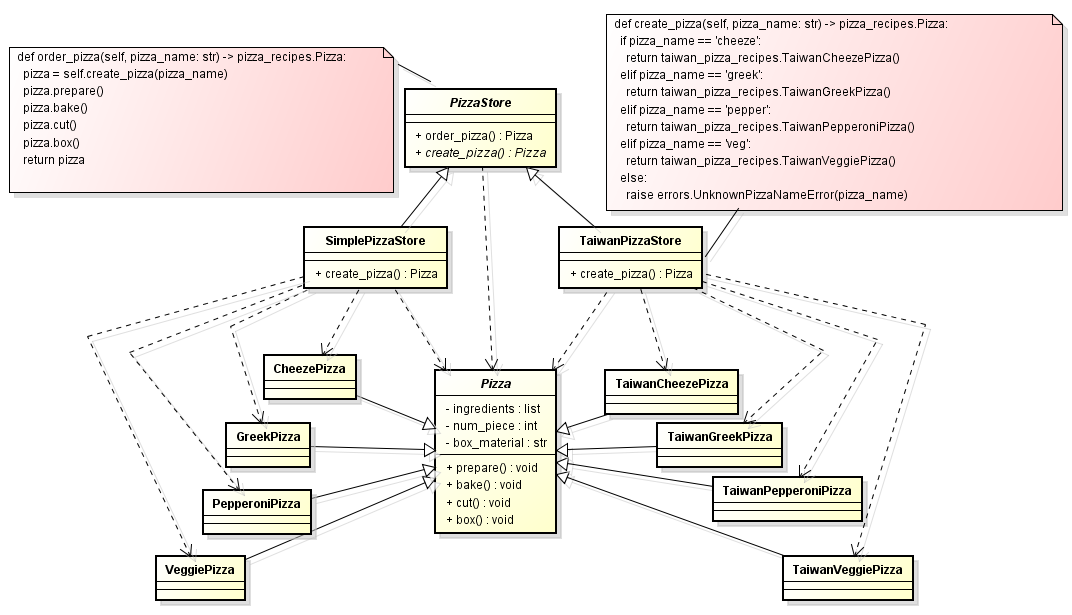 def order_pizza(self, pizza_name: str) -> pizza_recipes.Pizza:
pizza = self.create_pizza(pizza_name)
pizza.prepare()
pizza.bake()
pizza.cut()
pizza.box()
return pizza
def create_pizza(self, pizza_name: str) -> pizza_recipes.Pizza:
if pizza_name == 'cheeze':
return taiwan_pizza_recipes.TaiwanCheezePizza()
elif pizza_name == 'greek':
return taiwan_pizza_recipes.TaiwanGreekPizza()
elif pizza_name == 'pepper':
return taiwan_pizza_recipes.TaiwanPepperoniPizza()
elif pizza_name == 'veg':
return taiwan_pizza_recipes.TaiwanVeggiePizza()
else:
raise errors.UnknownPizzaNameError(pizza_name)
PizzaStore
+ order_pizza() : Pizza
+ create_pizza() : Pizza
SimplePizzaStore
+ create_pizza() : Pizza
TaiwanPizzaStore
+ create_pizza() : Pizza
CheezePizza
GreekPizza
PepperoniPizza
VeggiePizza
Pizza
- ingredients : list
- num_piece : int
- box_material : str
+ prepare() : void
+ bake() : void
+ cut() : void
+ box() : void
TaiwanCheezePizza
TaiwanGreekPizza
TaiwanPepperoniPizza
TaiwanVeggiePizza